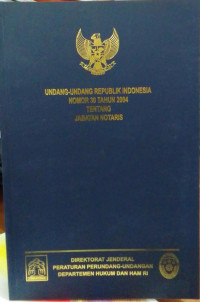 UNDANG-UNDANG REPUBLIK INDONESIA
NOMOR 30 TAHUN 2004
TENTANG
JABATAN NOTARIS
DIREKTORAT JENDERAL
PERATURAN PERUNDANG-UNDANGAN
DEPARTEMEN HUKUM DAN HAM RI